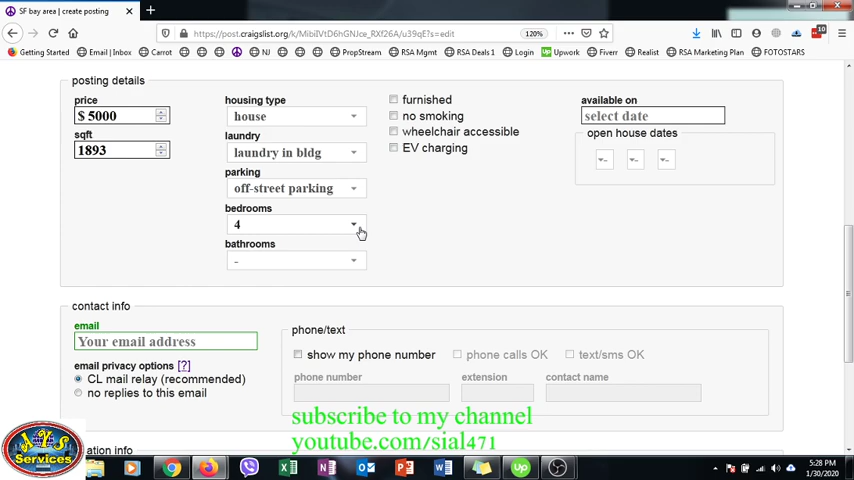 SF bay area | create posting
https://post.craigslist.org/k/MibiIVtD6hGNJce_RXf26A/u39qE?s=edit
120%
10
Getting Started
Email | Inbox
Carrot
NJ
PropStream
RSA Mgmt
RSA Deals 1
Login
Up Upwork
Fiverr
Realist
RSA Marketing Plan
FOTOSTARS
posting details
price
housing type
furnished
available on
$ 5000
house
no smoking
select date
sqft
laundry
wheelchair accessible
open house dates
1893
laundry in bldg
EV charging
parking
off-street parking
bedrooms
4
bathrooms
-
contact info
email
phone/text
Your email address
show my phone number
phone calls OK
text/sms OK
email privacy options [?]
CL mail relay (recommended)
phone number
extension
contact name
no replies to this email
subscribe to my channel
youtube.com/sial471
ation info
AYS
Services
5:28 PM
1/30/2020